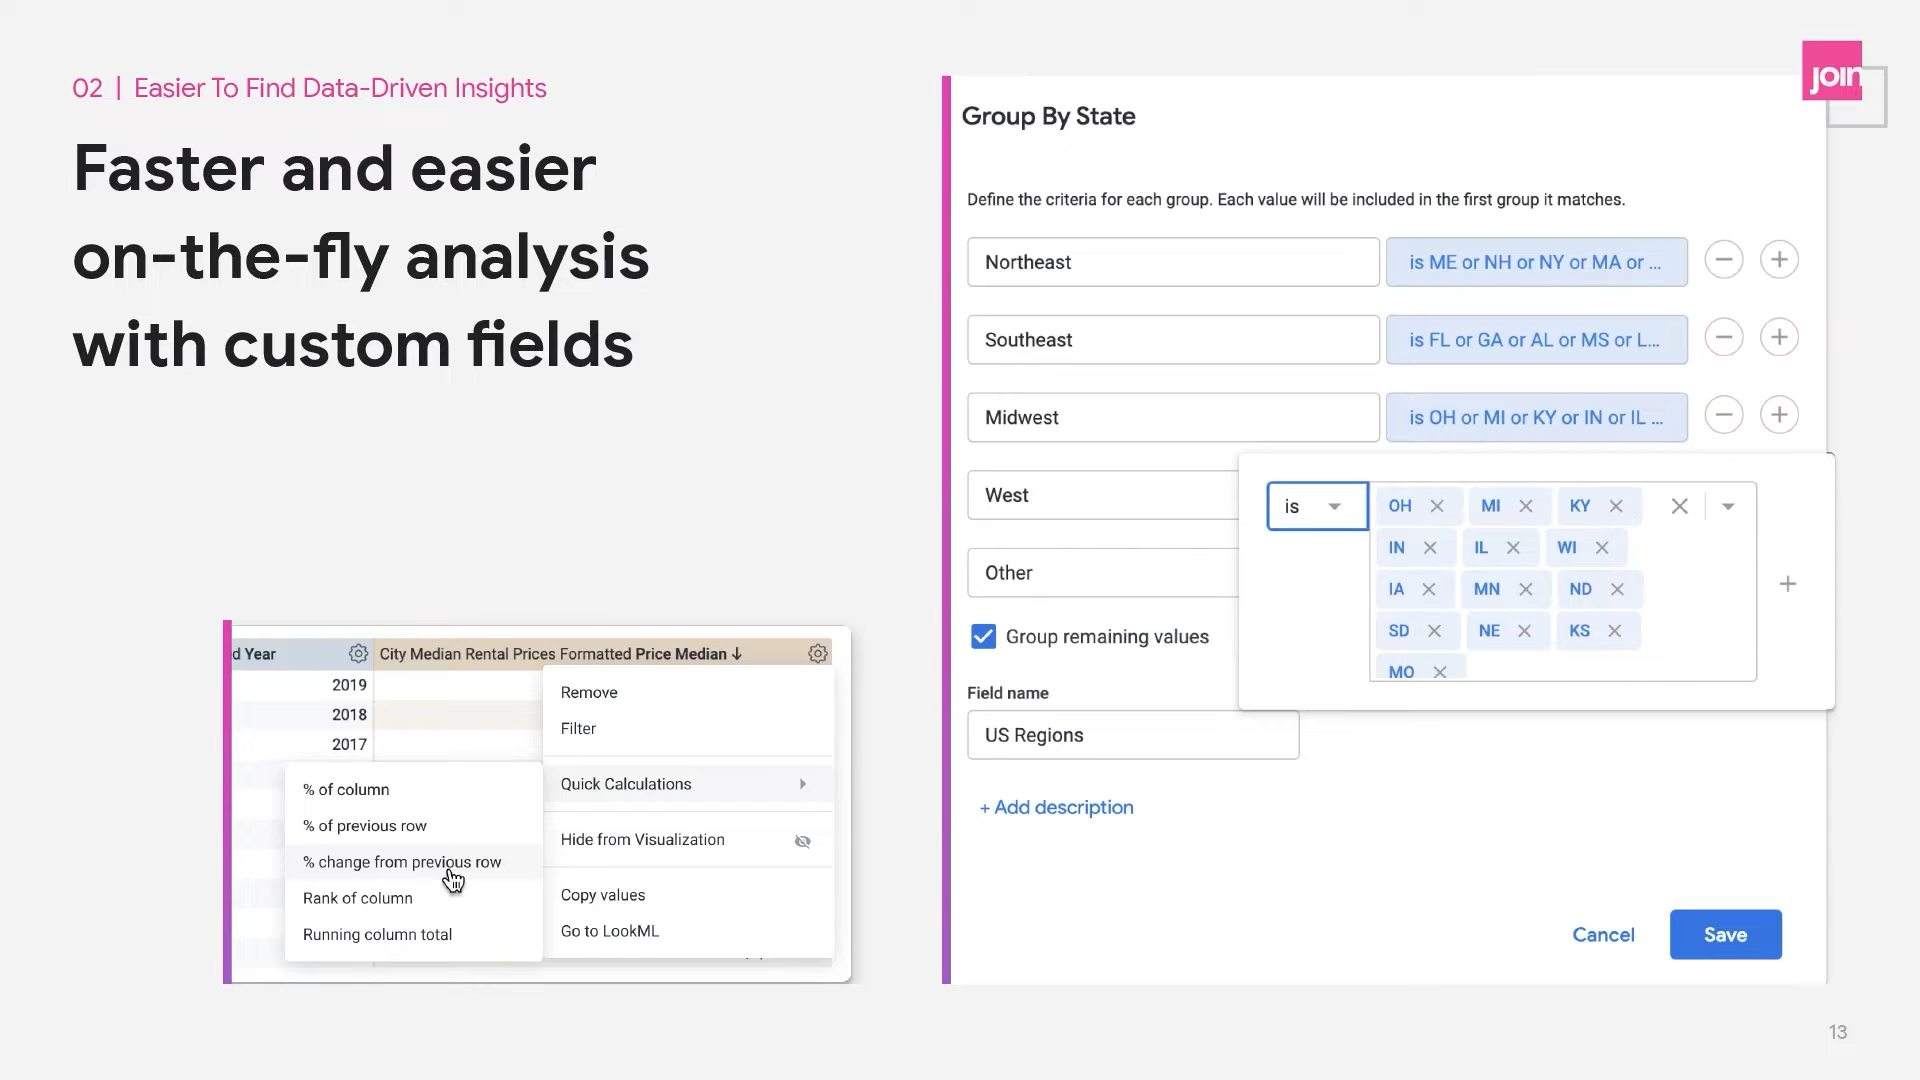 02 | Easier To Find Data-Driven Insights
Faster and easier
on-the-fly analysis
with custom fields
join
Group By State
Define the criteria for each group. Each value will be included in the first group it matches.
Northeast is ME or NH or NY or MA or ...
Southeast is FL or GA or AL or MS or L...
Midwest is OH or MI or KY or IN or IL ...
West
Other
is
OH MI KY
IN IL WI
IA MN ND
SD NE KS
MO
Group remaining values
Field name
US Regions
+ Add description
Cancel Save
d Year City Median Rental Prices Formatted Price Median ↓
2019
2018
2017
Remove
Filter
Quick Calculations
Hide from Visualization
Copy values
Go to LookML
% of column
% of previous row
% change from previous row
Rank of column
Running column total
13